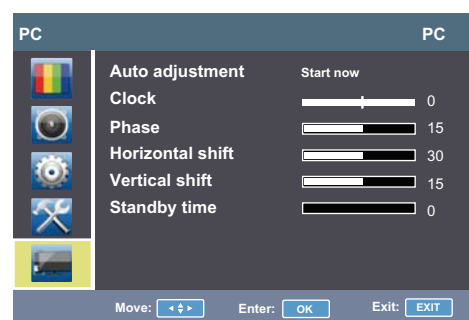 PC PC
Auto adjustment Start now
Clock 0
Phase 15
Horizontal shift 30
Vertical shift 15
Standby time 0
Move: Enter: OK Exit: EXIT